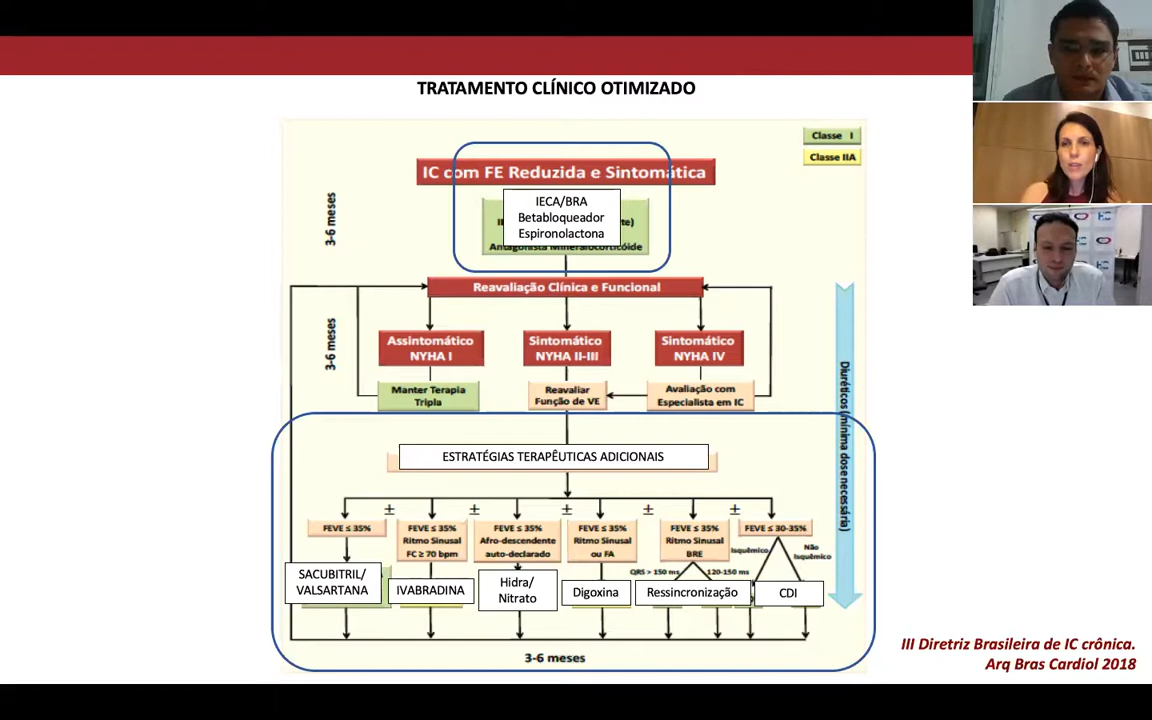 TRATAMENTO CLÍNICO OTIMIZADO
Classe I
Classe IIA
IC com FE Reduzida e Sintomática
3-6 meses
IECA/BRA
Betabloqueador
Espironolactona
Antagonista Mineralocorticóide
Reavaliação Clínica e Funcional
3-6 meses
Assintomático
NYHA I
Sintomático
NYHA II-III
Sintomático
NYHA IV
Manter Terapia
Tripla
Reavaliar
Função de VE
Avaliação com
Especialista em IC
Diuréticos (mínima dose necessária)
ESTRATÉGIAS TERAPÊUTICAS ADICIONAIS
± ± ± ± ±
FEVE ≤ 35%
FEVE ≤ 35%
Ritmo Sinusal
FC ≥ 70 bpm
FEVE ≤ 35%
Afro-descendente
auto-declarado
FEVE ≤ 35%
Ritmo Sinusal
ou FA
FEVE ≤ 35%
Ritmo Sinusal
BRE
FEVE ≤ 30-35%
Isquêmico
Não
Isquêmico
QRS > 150 ms
120-150 ms
SACUBITRIL/
VALSARTANA
IVABRADINA
Hidra/
Nitrato
Digoxina
Ressincronização
CDI
3-6 meses
III Diretriz Brasileira de IC crônica.
Arq Bras Cardiol 2018